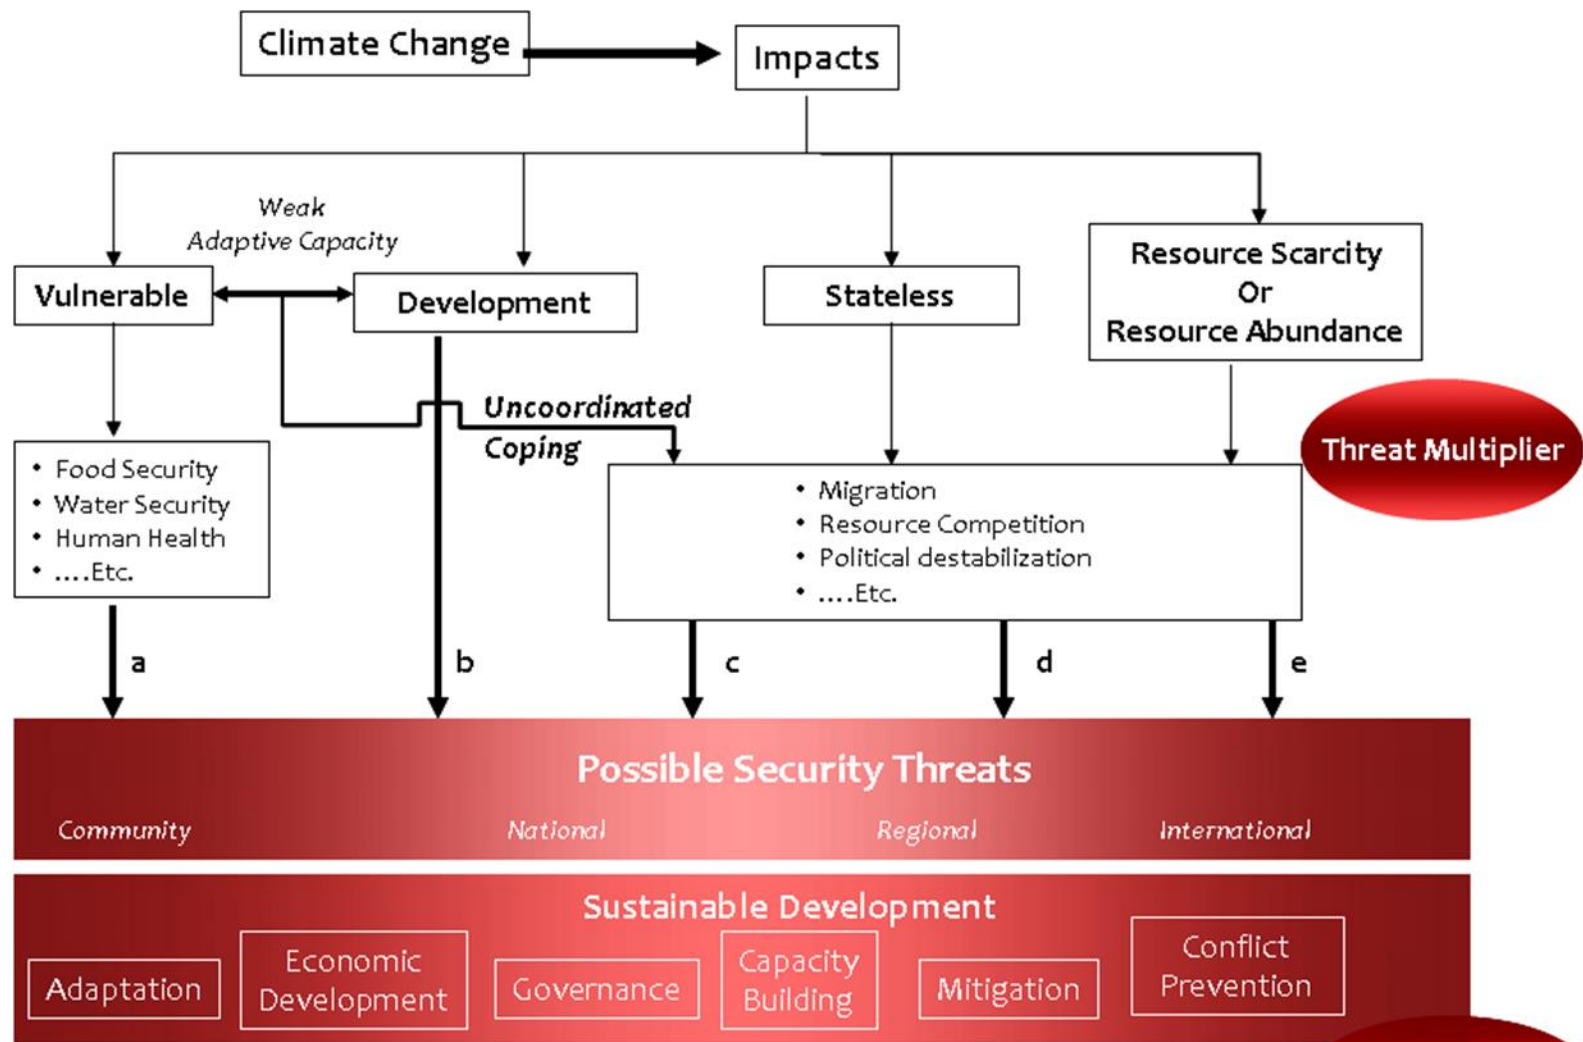 Climate Change
Impacts
Weak
Adaptive Capacity
Vulnerable
Development
Stateless
Resource Scarcity
Or
Resource Abundance
Uncoordinated
Coping
Threat Multiplier
• Food Security
• Water Security
• Human Health
• ....Etc.
• Migration
• Resource Competition
• Political destabilization
• ....Etc.
a
b
c
d
e
Possible Security Threats
Community
National
Regional
International
Sustainable Development
Adaptation
Economic
Development
Governance
Capacity
Building
Mitigation
Conflict
Prevention